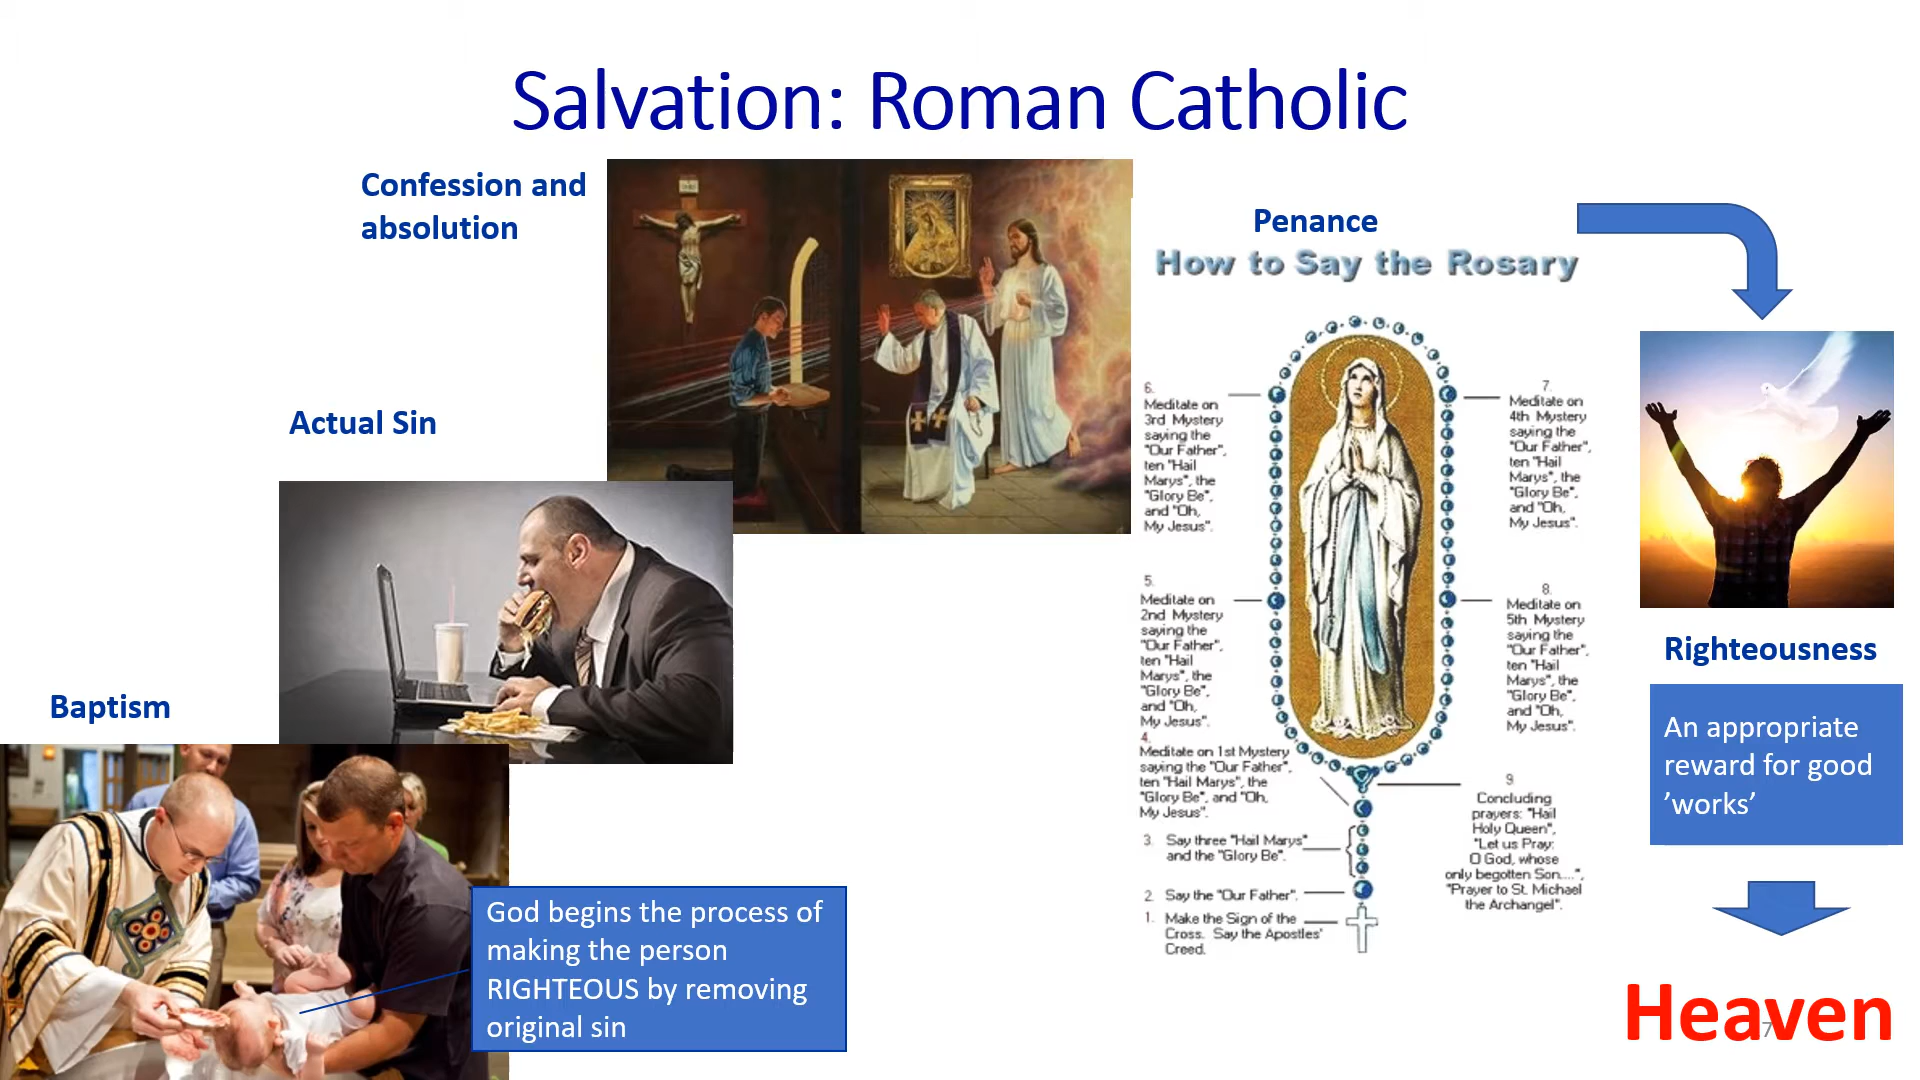 Salvation: Roman Catholic
Confession and
absolution
Penance
How to Say the Rosary
Actual Sin
6.
Meditate on
3rd Mystery
saying the
"Our Father",
ten "Hail
Marys", the
"Glory Be",
and "Oh,
My Jesus".
7.
Meditate on
4th Mystery
saying the
"Our Father",
ten "Hail
Marys", the
"Glory Be",
and "Oh,
My Jesus".
5.
Meditate on
2nd Mystery
saying the
"Our Father",
ten "Hail
Marys", the
"Glory Be",
and "Oh,
My Jesus".
8.
Meditate on
5th Mystery
saying the
"Our Father",
ten "Hail
Marys", the
"Glory Be",
and "Oh,
My Jesus".
Righteousness
An appropriate
reward for good
’works’
Baptism
4.
Meditate on 1st Mystery
saying the "Our Father",
ten "Hail Marys", the
"Glory Be", and "Oh,
My Jesus".
9
Concluding
prayers: "Hail
Holy Queen",
"Let us Pray:
O God, whose
only begotten Son....",
"Prayer to St. Michael
the Archangel".
3. Say three "Hail Marys"
and the "Glory Be".
2. Say the "Our Father".
1. Make the Sign of the
Cross. Say the Apostles'
Creed.
God begins the process of
making the person
RIGHTEOUS by removing
original sin
Heaven
7